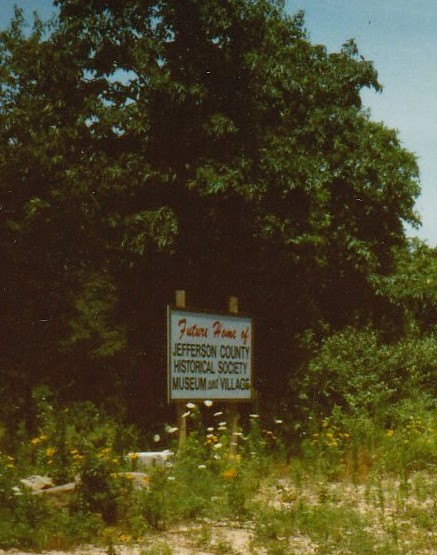 Future Home of
JEFFERSON COUNTY
HISTORICAL SOCIETY
MUSEUM and VILLAGE